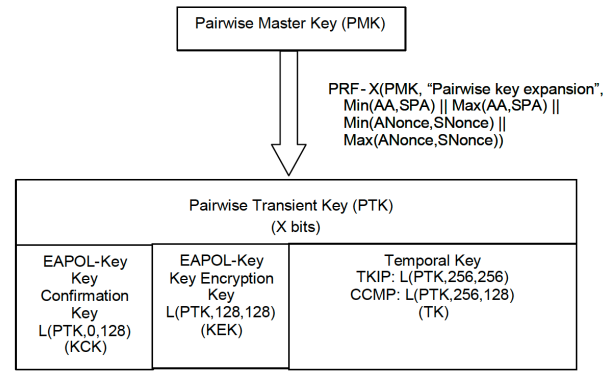 Pairwise Master Key (PMK)
PRF-X(PMK, “Pairwise key expansion”,
Min(AA,SPA) || Max(AA,SPA) ||
Min(ANonce,SNonce) ||
Max(ANonce,SNonce))
Pairwise Transient Key (PTK)
(X bits)
EAPOL-Key
Key
Confirmation
Key
L(PTK,0,128)
(KCK)
EAPOL-Key
Key Encryption
Key
L(PTK,128,128)
(KEK)
Temporal Key
TKIP: L(PTK,256,256)
CCMP: L(PTK,256,128)
(TK)